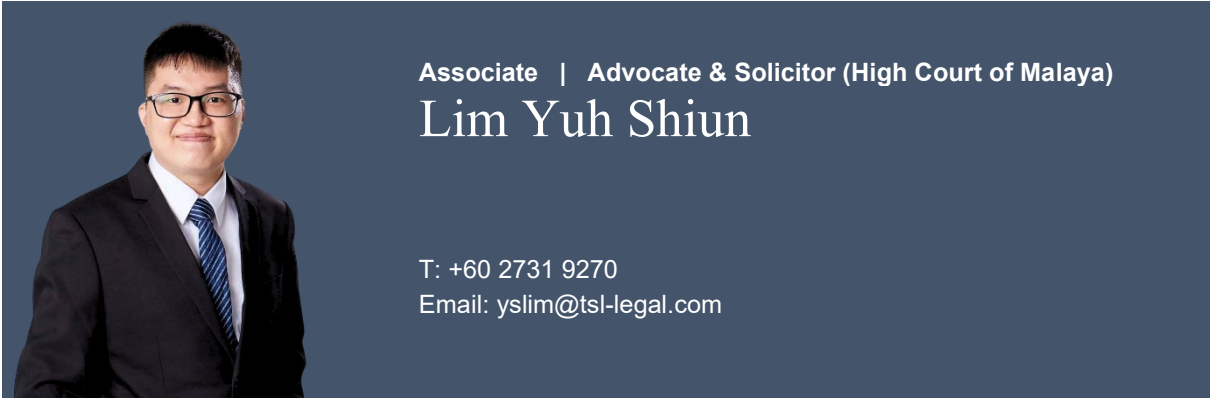 Associate | Advocate & Solicitor (High Court of Malaya)
Lim Yuh Shiun
T: +60 2731 9270
Email: yslim@tsl-legal.com